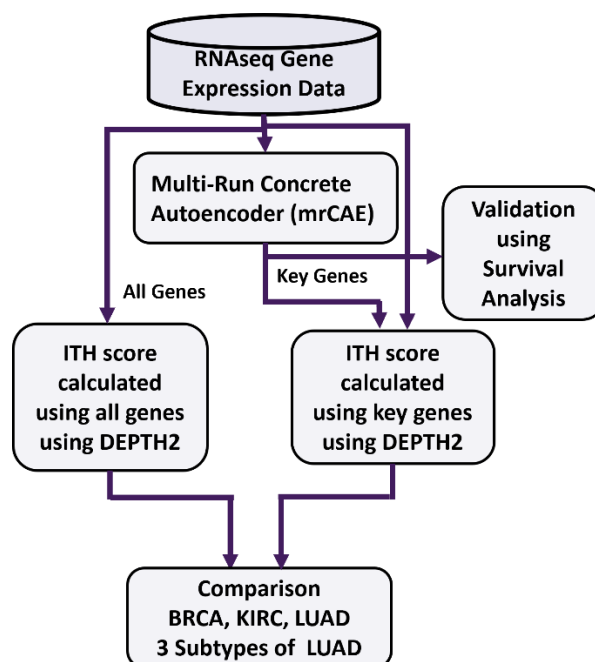 RNAseq Gene
Expression Data
Multi-Run Concrete
Autoencoder (mrCAE)
Validation
using
Survival
Analysis
Key Genes
All Genes
ITH score
calculated
using all genes
using DEPTH2
ITH score
calculated
using key genes
using DEPTH2
Comparison
BRCA, KIRC, LUAD
3 Subtypes of LUAD